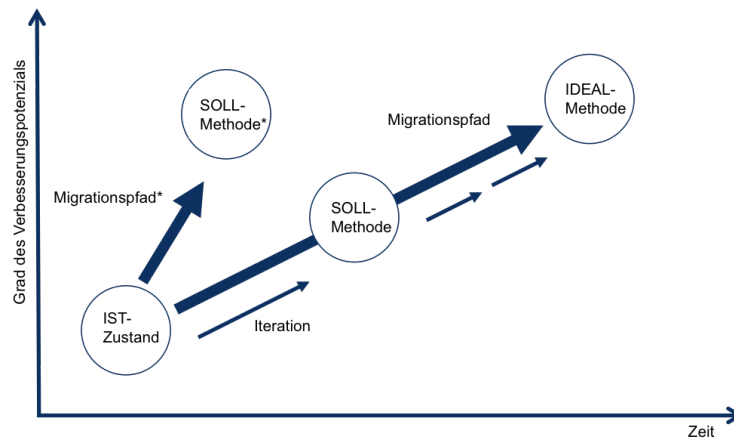 Grad des Verbesserungspotenzials
SOLL-
Methode*
IDEAL-
Methode
Migrationspfad
Migrationspfad*
SOLL-
Methode
IST-
Zustand
Iteration
Zeit